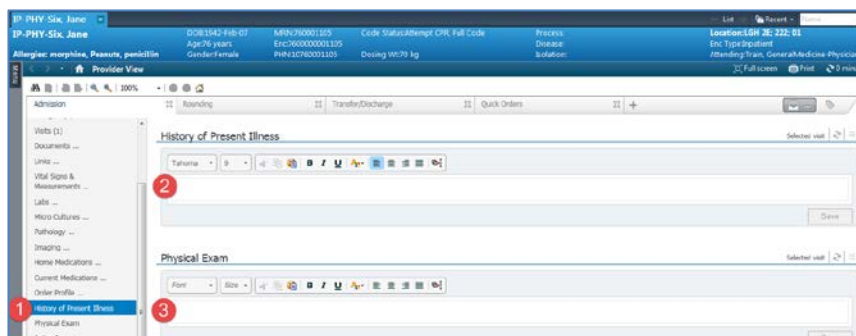 IP-PHY-Six, Jane
List Recent Name
IP-PHY-Six, Jane DOB:1942-Feb-07 MRN:760001105 Code Status:Attempt CPR, Full Code Process: Location:LGH 2E; 222; 01
Age:76 years Enc:7600000001105 Disease: Enc Type:Inpatient
Allergies: morphine, Peanuts, penicillin Gender:Female PHN:10760001105 Dosing Wt:70 kg Isolation: Attending:Train, GeneralMedicine-Physician
Menu
Provider View Full screen Print 0 min
100%
Admission Rounding Transfer/Discharge Quick Orders +
Visits (1)
Documents ...
Links ...
Vital Signs &
Measurements ...
Labs ...
Micro Cultures ...
Pathology ...
Imaging ...
Home Medications ...
Current Medications ...
Order Profile ...
1 History of Present Illness
Physical Exam
History of Present Illness Selected visit
Tahoma 9 B I U A
2
Save
Physical Exam Selected visit
Font Size B I U A
3